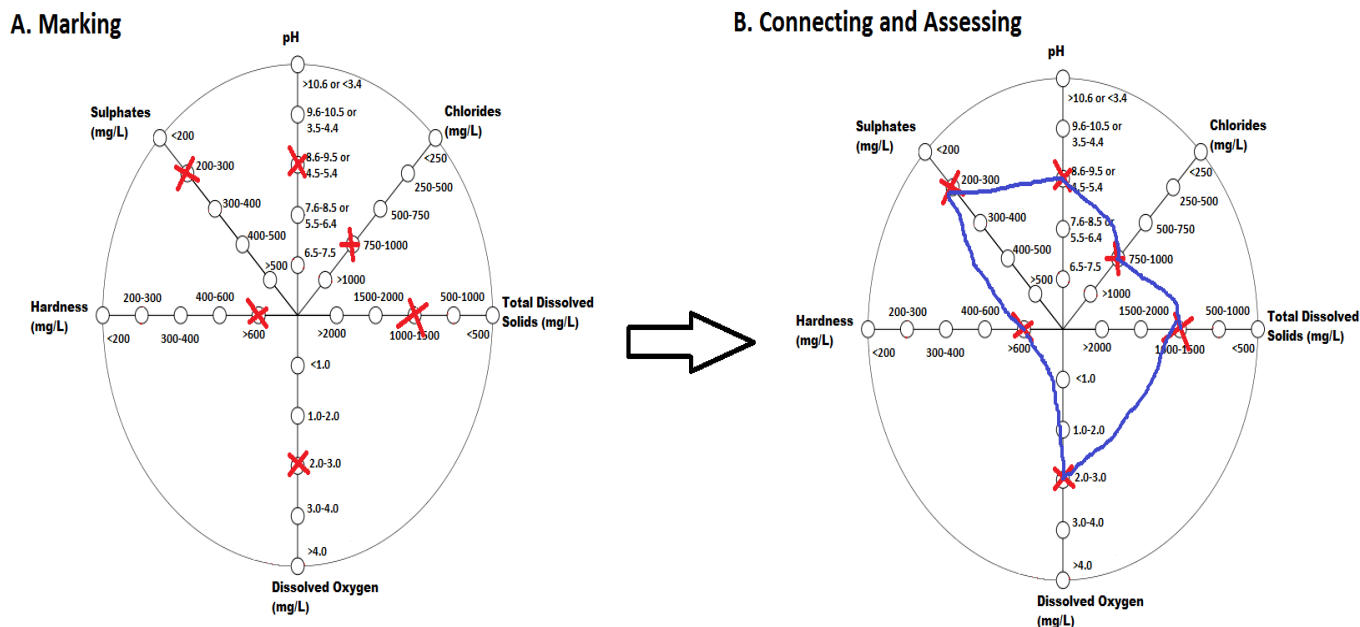 A. Marking
pH
>10.6 or <3.4
9.6-10.5 or
3.5-4.4
8.6-9.5 or
4.5-5.4
7.6-8.5 or
5.5-6.4
6.5-7.5
Sulphates
(mg/L)
<200
200-300
300-400
400-500
>500
Chlorides
(mg/L)
<250
250-500
500-750
750-1000
>1000
Hardness
(mg/L)
<200
200-300
300-400
400-600
>600
Total Dissolved
Solids (mg/L)
>2000
1500-2000
1000-1500
500-1000
<500
<1.0
1.0-2.0
2.0-3.0
3.0-4.0
>4.0
Dissolved Oxygen
(mg/L)
B. Connecting and Assessing
pH
>10.6 or <3.4
9.6-10.5 or
3.5-4.4
8.6-9.5 or
4.5-5.4
7.6-8.5 or
5.5-6.4
6.5-7.5
Sulphates
(mg/L)
<200
200-300
300-400
400-500
>500
Chlorides
(mg/L)
<250
250-500
500-750
750-1000
>1000
Hardness
(mg/L)
<200
200-300
300-400
400-600
>600
Total Dissolved
Solids (mg/L)
>2000
1500-2000
1000-1500
500-1000
<500
<1.0
1.0-2.0
2.0-3.0
3.0-4.0
>4.0
Dissolved Oxygen
(mg/L)